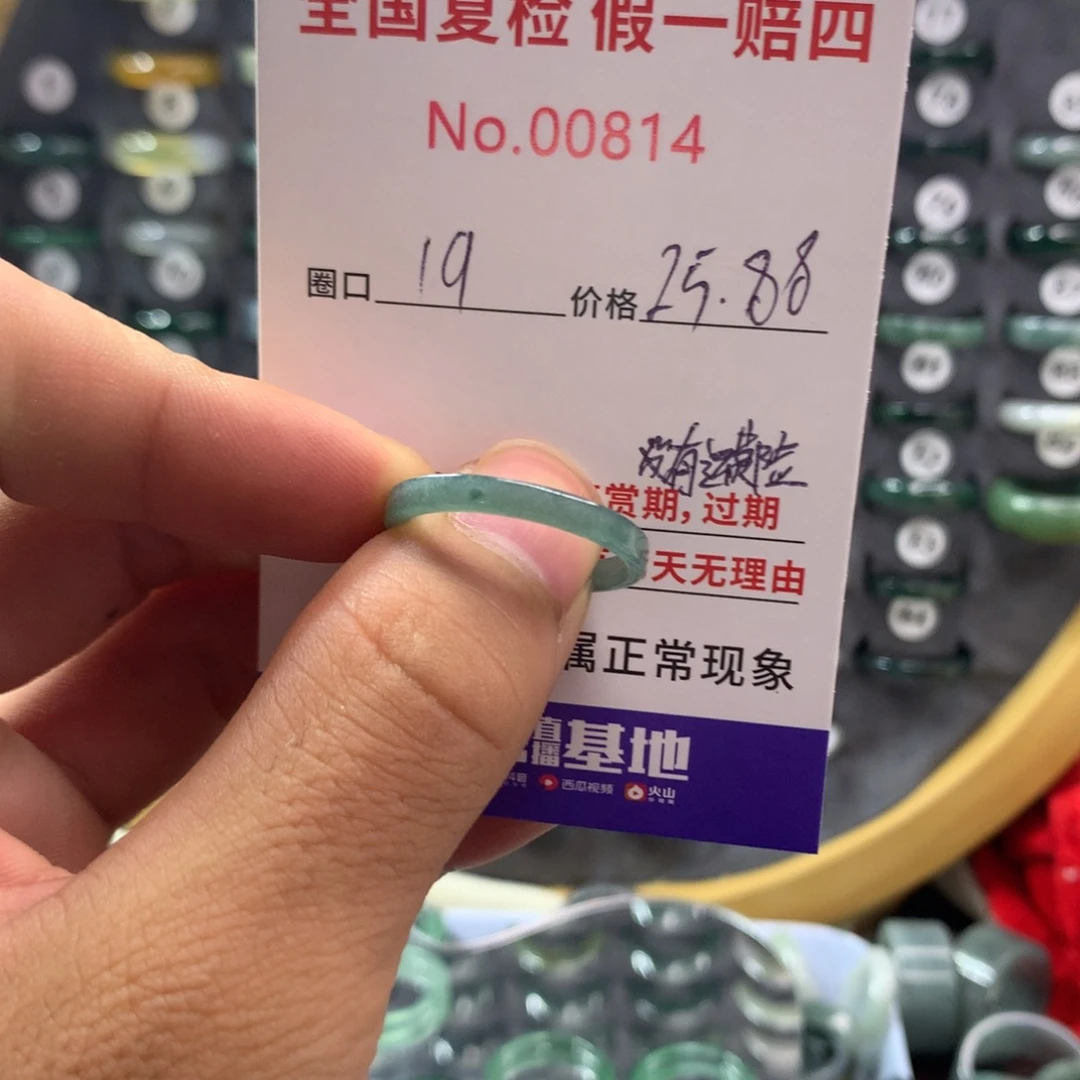 全国复检 假一赔四
No.00814
圈口 19 价格 25.88
没有运费险
赏期，过期
天无理由
属正常现象
基地
西瓜视频 火山